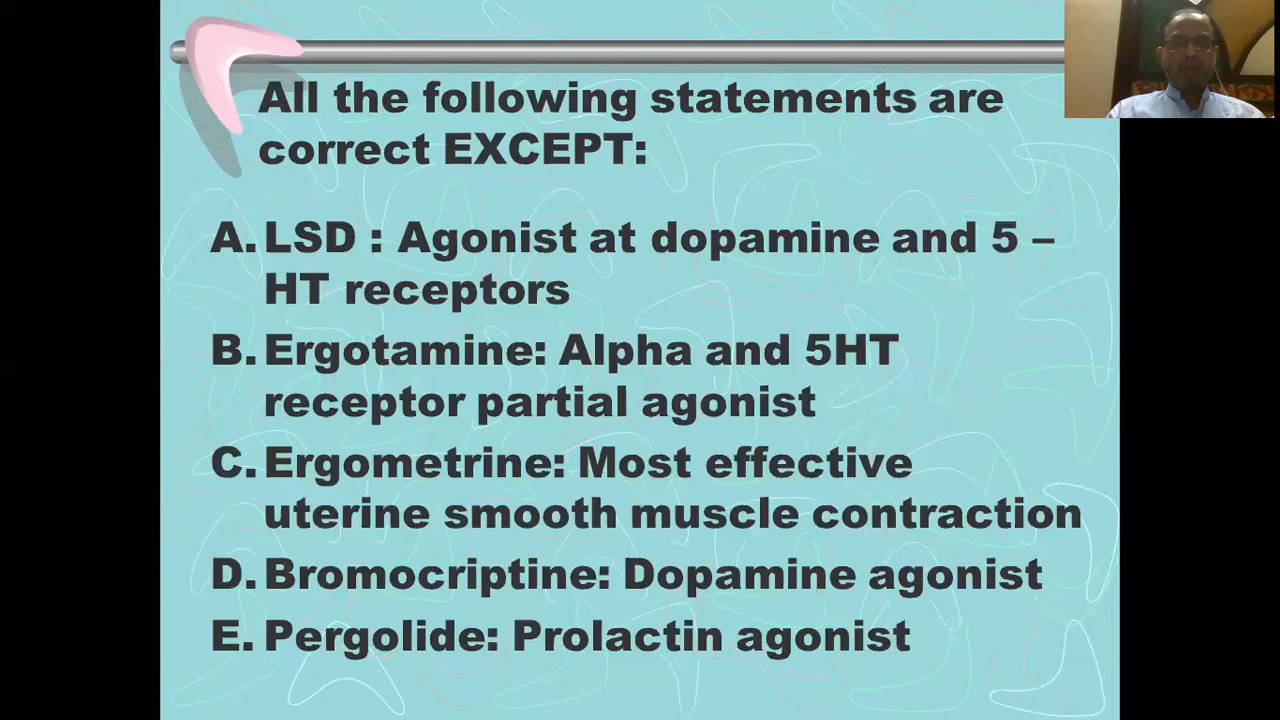 All the following statements are
correct EXCEPT:
A. LSD : Agonist at dopamine and 5 –
HT receptors
B. Ergotamine: Alpha and 5HT
receptor partial agonist
C. Ergometrine: Most effective
uterine smooth muscle contraction
D. Bromocriptine: Dopamine agonist
E. Pergolide: Prolactin agonist